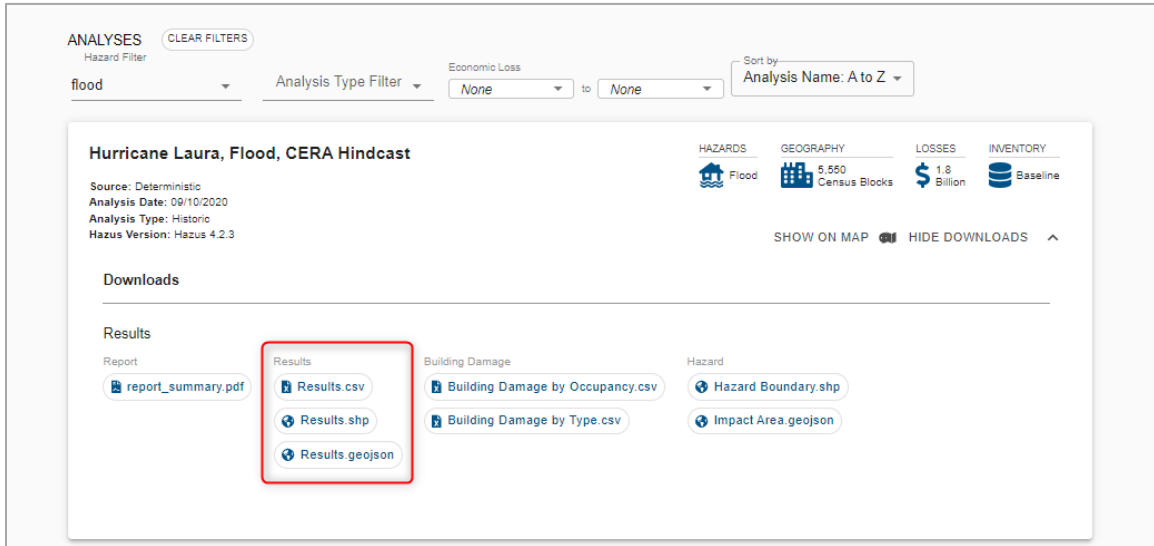 ANALYSES CLEAR FILTERS
Hazard Filter
flood
Analysis Type Filter
Economic Loss
None to None
Sort by
Analysis Name: A to Z
Hurricane Laura, Flood, CERA Hindcast
Source: Deterministic
Analysis Date: 09/10/2020
Analysis Type: Historic
Hazus Version: Hazus 4.2.3
HAZARDS
Flood
GEOGRAPHY
5,550
Census Blocks
LOSSES
$ 1.8
Billion
INVENTORY
Baseline
SHOW ON MAP HIDE DOWNLOADS
Downloads
Results
Report
report_summary.pdf
Results
Results.csv
Results.shp
Results.geojson
Building Damage
Building Damage by Occupancy.csv
Building Damage by Type.csv
Hazard
Hazard Boundary.shp
Impact Area.geojson